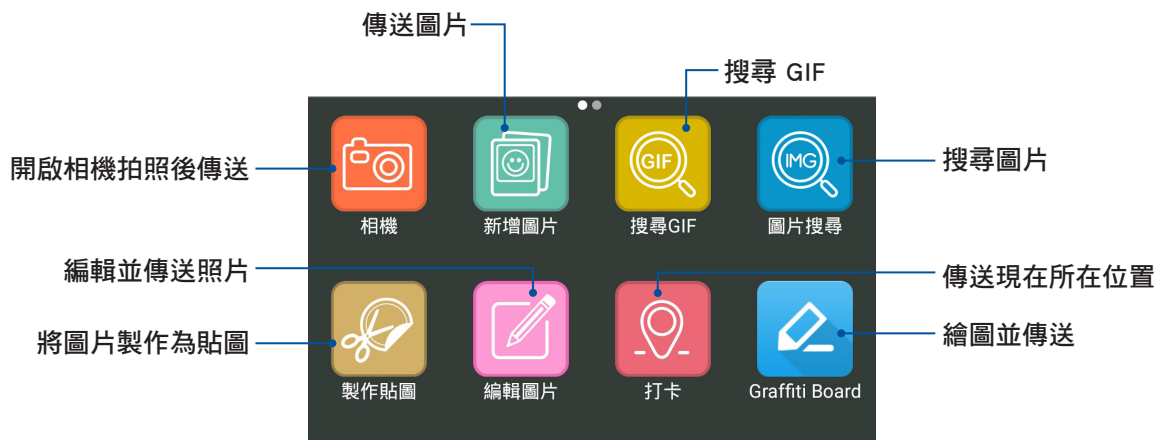 傳送圖片
搜尋 GIF
開啟相機拍照後傳送
GIF
IMG
搜尋圖片
相機
新增圖片
搜尋GIF
圖片搜尋
編輯並傳送照片
傳送現在所在位置
將圖片製作為貼圖
繪圖並傳送
製作貼圖
編輯圖片
打卡
Graffiti Board